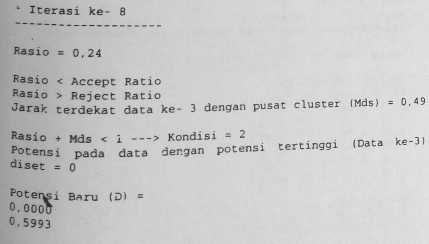 Iterasi ke- 8
---------------------
Rasio = 0,24
Rasio < Accept Ratio
Rasio > Reject Ratio
Jarak terdekat data ke- 3 dengan pusat cluster (Mds) = 0,49
Rasio + Mds < 1 ---> Kondisi = 2
Potensi pada data dengan potensi tertinggi (Data ke-3)
diset = 0
Potensi Baru (D) =
0,0000
0,5993